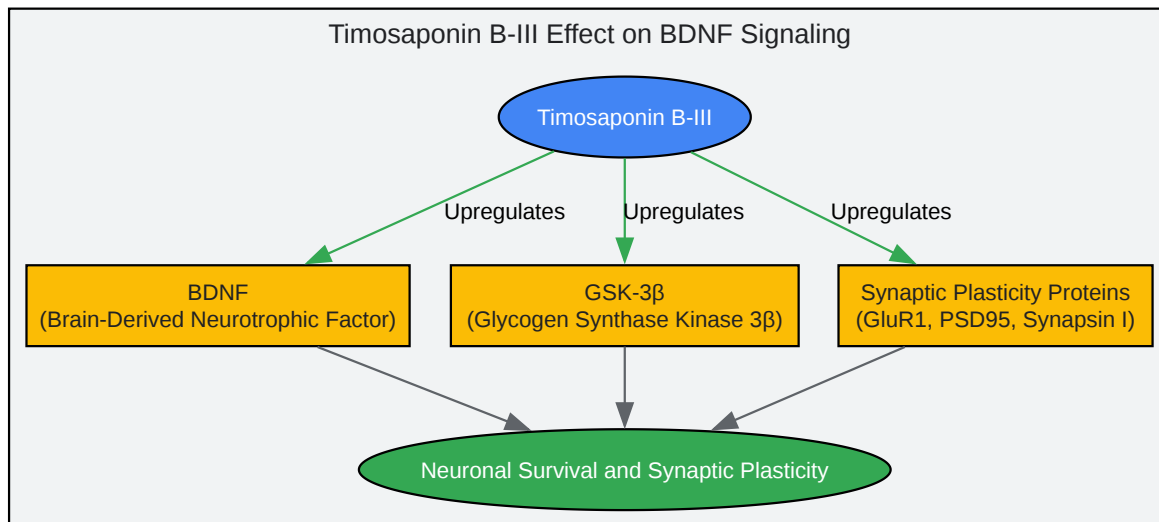 Timosaponin B-III Effect on BDNF Signaling
Timosaponin B-III
Upregulates
Upregulates
Upregulates
BDNF
(Brain-Derived Neurotrophic Factor)
GSK-3β
(Glycogen Synthase Kinase 3β)
Synaptic Plasticity Proteins
(GluR1, PSD95, Synapsin I)
Neuronal Survival and Synaptic Plasticity